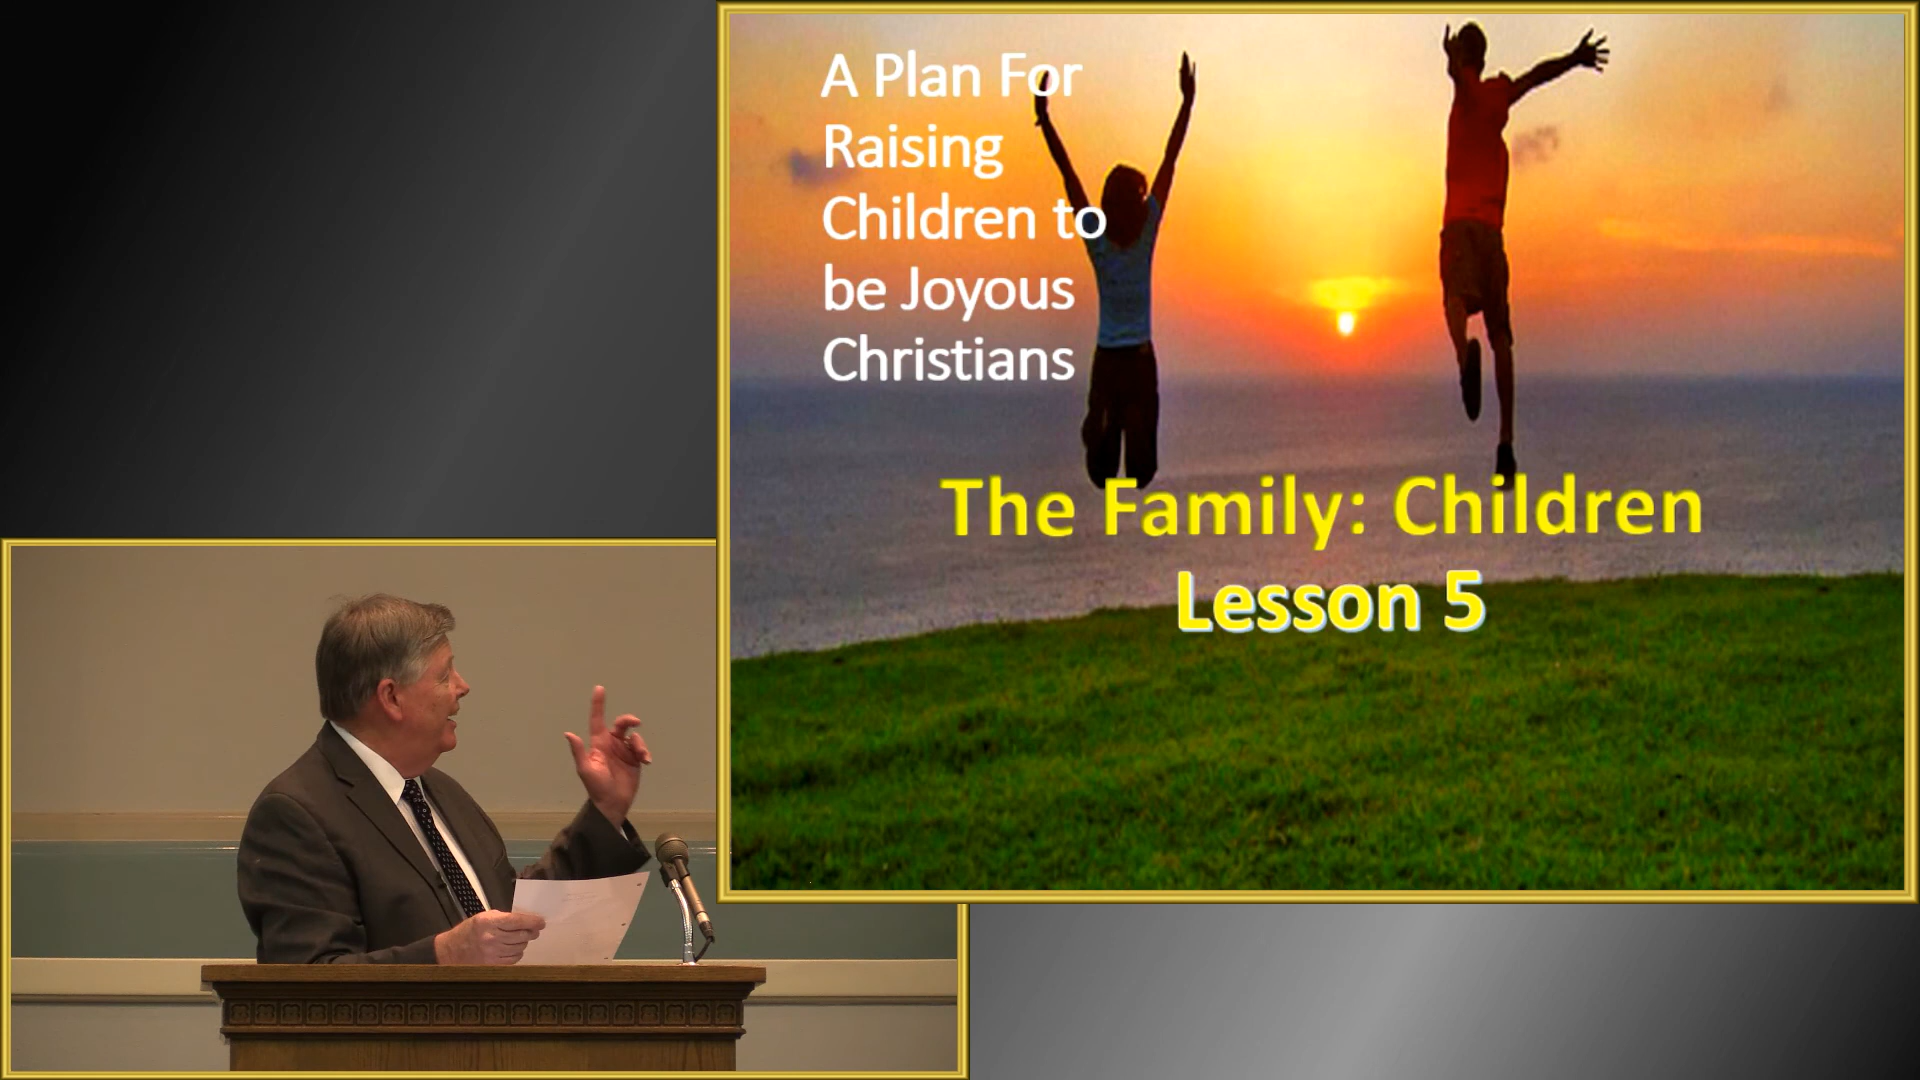 A Plan For
Raising
Children to
be Joyous
Christians
The Family: Children
Lesson 5